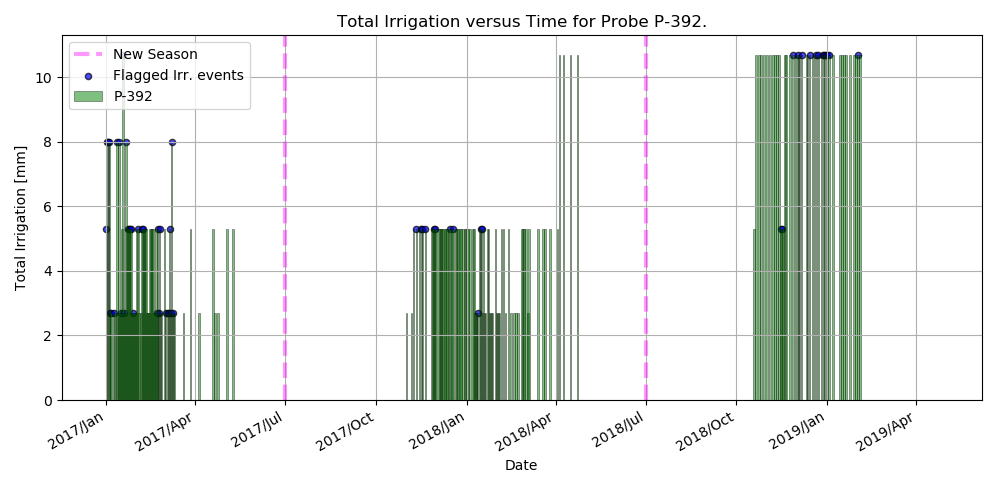 Total Irrigation versus Time for Probe P-392.
New Season
Flagged Irr. events
P-392
Total Irrigation [mm]
10
8
6
4
2
0
2017/Jan
2017/Apr
2017/Jul
2017/Oct
2018/Jan
2018/Apr
2018/Jul
2018/Oct
2019/Jan
2019/Apr
Date